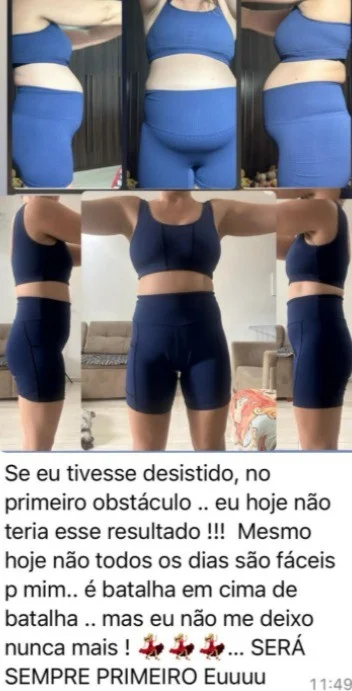 Se eu tivesse desistido, no
primeiro obstáculo .. eu hoje não
teria esse resultado !!!  Mesmo
hoje não todos os dias são fáceis
p mim.. é batalha em cima de
batalha .. mas eu não me deixo
nunca mais ! 💃💃💃... SERÁ
SEMPRE PRIMEIRO Euuuu
11:49